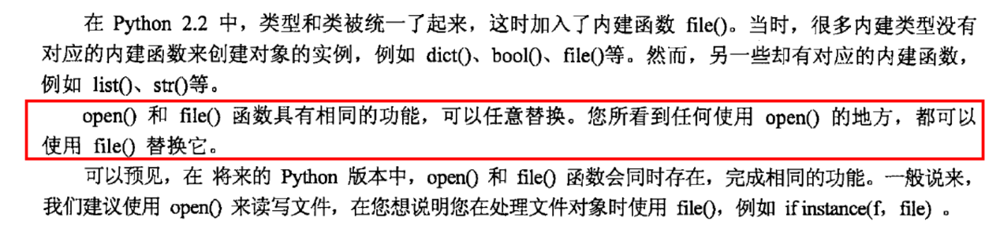 在 Python 2.2 中，类型和类被统一了起来，这时加入了内建函数 file()。当时，很多内建类型没有
对应的内建函数来创建对象的实例，例如 dict()、bool()、file()等。然而，另一些却有对应的内建函数，
例如 list()、str()等。
open() 和 file() 函数具有相同的功能，可以任意替换。您所看到任何使用 open() 的地方，都可以
使用 file() 替换它。
可以预见，在 将来的 Python 版本中，open() 和 file() 函数会同时存在，完成相同的功能。一般说来，
我们建议使用 open() 来读写文件，在您想说明您在处理文件对象时使用 file()，例如 if instance(f，file) 。